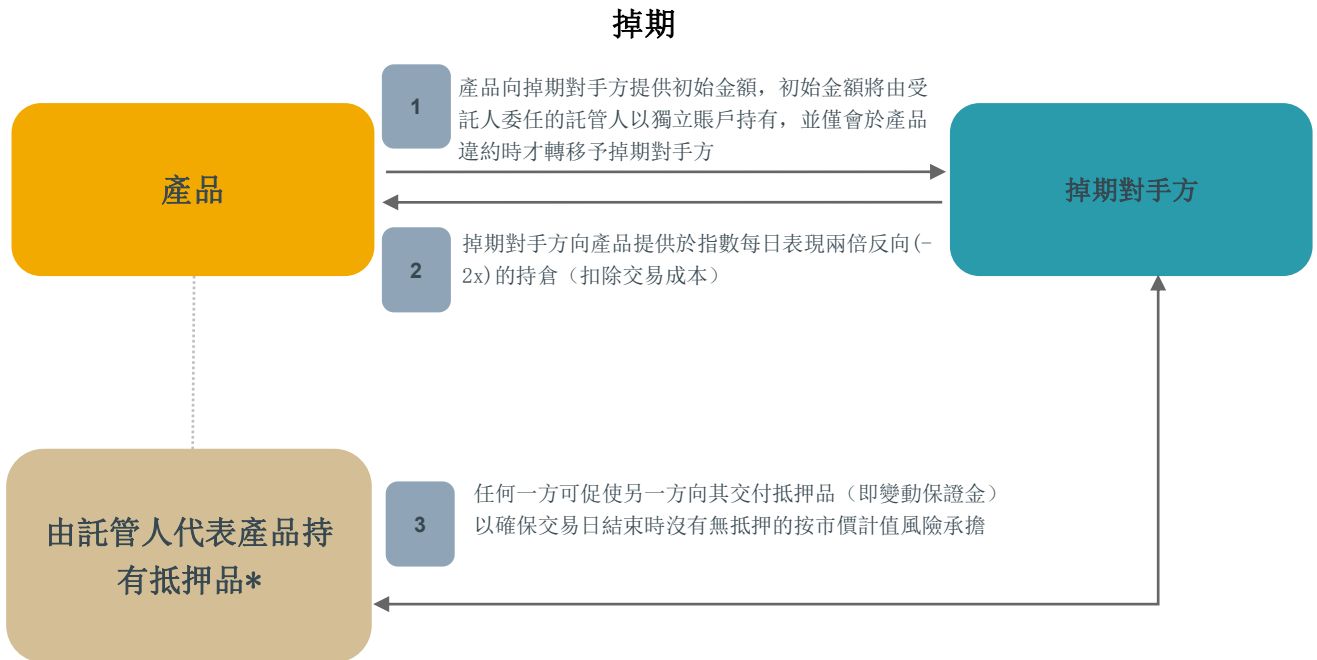 掉期
1
產品向掉期對手方提供初始金額，初始金額將由受
託人委任的託管人以獨立賬戶持有，並僅會於產品
違約時才轉移予掉期對手方
產品
掉期對手方
2
掉期對手方向產品提供於指數每日表現兩倍反向(-
2x)的持倉（扣除交易成本）
3
任何一方可促使另一方向其交付抵押品（即變動保證金）
以確保交易日結束時沒有無抵押的按市價計值風險承擔
由託管人代表產品持
有抵押品*